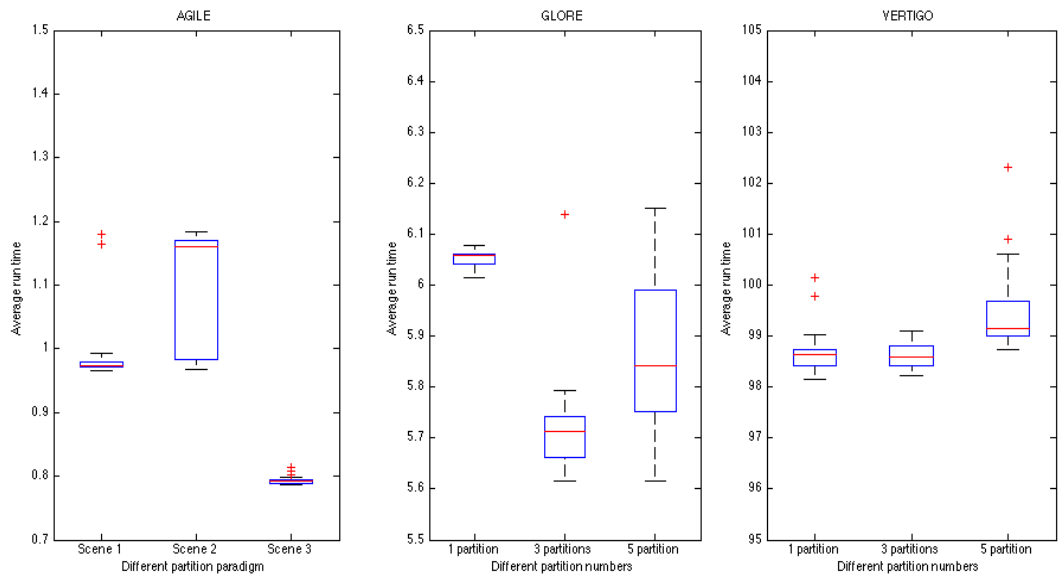 AGILE
1.5
1.4
1.3
1.2
1.1
1
0.9
0.8
0.7
Average run time
Scene 1 Scene 2 Scene 3
Different partition paradigm
GLORE
6.5
6.4
6.3
6.2
6.1
6
5.9
5.8
5.7
5.6
5.5
Average run time
1 partition 3 partitions 5 partition
Different partition numbers
VERTIGO
105
104
103
102
101
100
99
98
97
96
95
Average run time
1 partition 3 partitions 5 partition
Different partition numbers